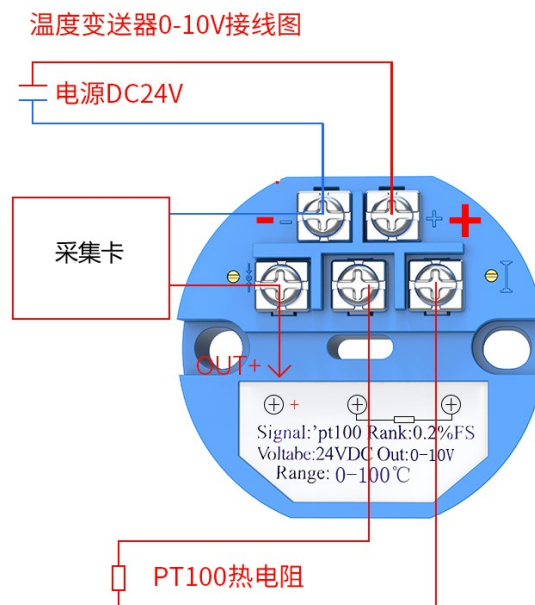 温度变送器0-10V接线图
电源DC24V
- - + +
采集卡
OUT+
+
Signal:’pt100 Rank:0.2%FS
Voltabe:24VDC Out:0-10V
Range: 0-100℃
PT100热电阻